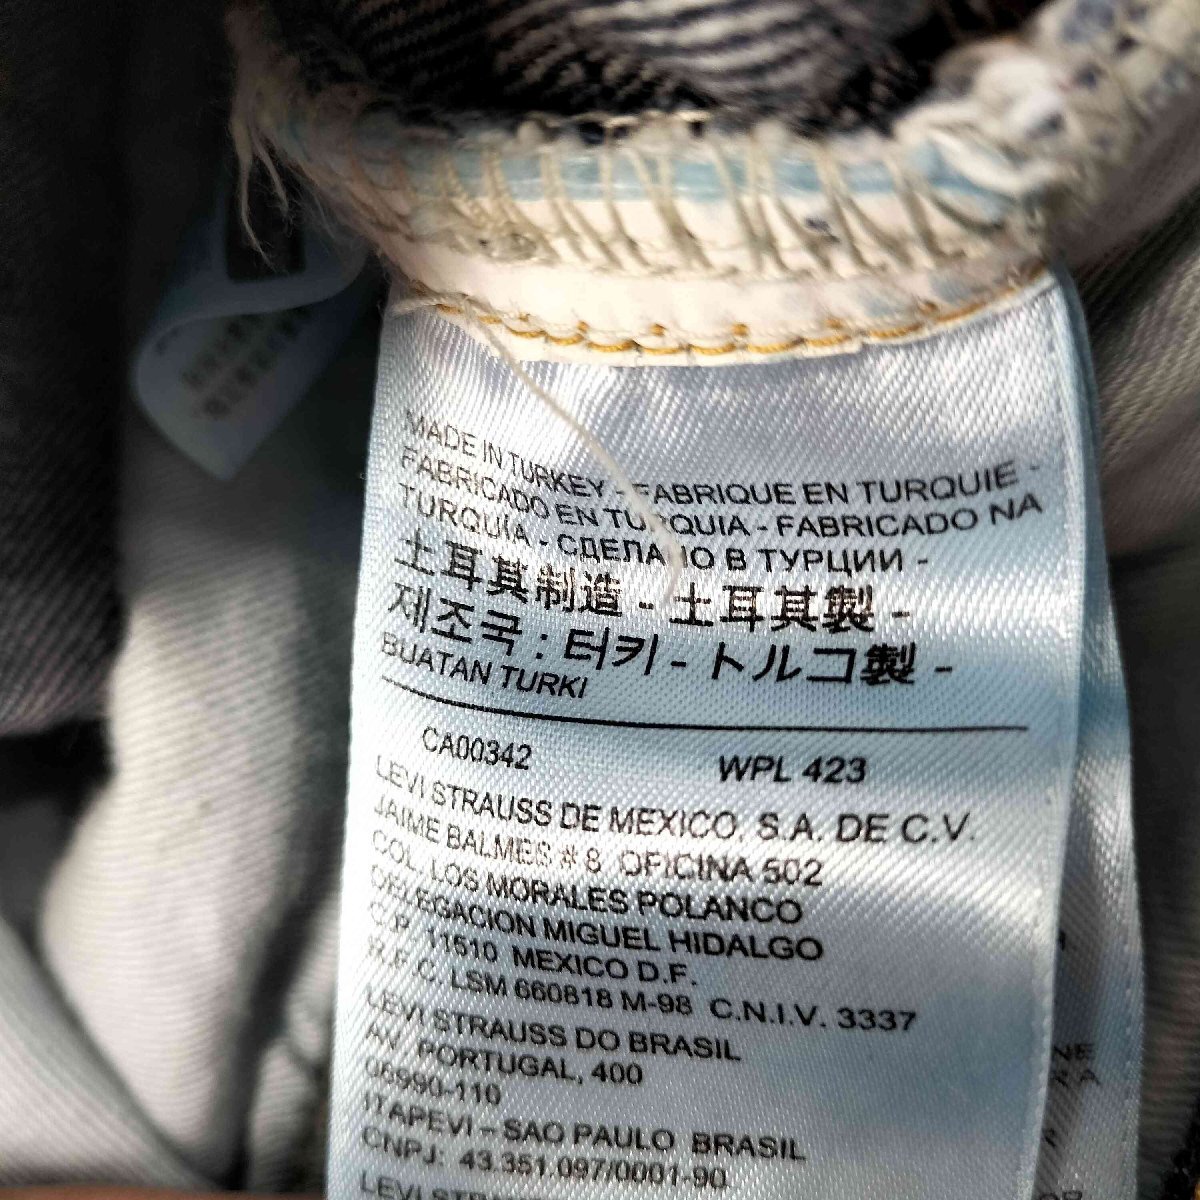 MADE IN TURKEY - FABRIQUE EN TURQUIE -
FABRICADO EN TURQUIA - FABRICADO NA
TURQUÍA - СДЕЛАНО В ТУРЦИИ -
土耳其制造 - 土耳其製 -
제조국 : 터키 - トルコ製 -
BUATAN TURKI
CA00342 WPL 423
LEVI STRAUSS DE MEXICO, S.A. DE C.V.
JAIME BALMES # 8 OFICINA 502
COL. LOS MORALES POLANCO
DELEGACION MIGUEL HIDALGO
C.P. 11510 MEXICO D.F.
R.F.C. LSM 660818 M-98 C.N.I.V. 3337
LEVI STRAUSS DO BRASIL
AV. PORTUGAL, 400
06990-110
ITAPEVI – SAO PAULO BRASIL
CNPJ: 43.351.097/0001-90
LEVI